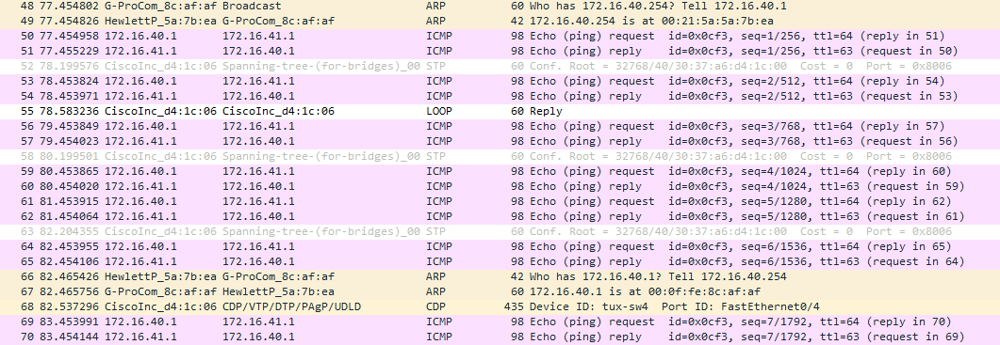 48 77.454802 G-ProCom_8c:af:af Broadcast ARP 60 Who has 172.16.40.254? Tell 172.16.40.1
49 77.454826 HewlettP_5a:7b:ea G-ProCom_8c:af:af ARP 42 172.16.40.254 is at 00:21:5a:5a:7b:ea
50 77.454958 172.16.40.1 172.16.41.1 ICMP 98 Echo (ping) request id=0x0cf3, seq=1/256, ttl=64 (reply in 51)
51 77.455229 172.16.41.1 172.16.40.1 ICMP 98 Echo (ping) reply id=0x0cf3, seq=1/256, ttl=63 (request in 50)
52 78.199576 CiscoInc_d4:1c:06 Spanning-tree-(for-bridges)_00 STP 60 Conf. Root = 32768/40/30:37:a6:d4:1c:00 Cost = 0 Port = 0x8006
53 78.453824 172.16.40.1 172.16.41.1 ICMP 98 Echo (ping) request id=0x0cf3, seq=2/512, ttl=64 (reply in 54)
54 78.453971 172.16.41.1 172.16.40.1 ICMP 98 Echo (ping) reply id=0x0cf3, seq=2/512, ttl=63 (request in 53)
55 78.583236 CiscoInc_d4:1c:06 CiscoInc_d4:1c:06 LOOP 60 Reply
56 79.453849 172.16.40.1 172.16.41.1 ICMP 98 Echo (ping) request id=0x0cf3, seq=3/768, ttl=64 (reply in 57)
57 79.454023 172.16.41.1 172.16.40.1 ICMP 98 Echo (ping) reply id=0x0cf3, seq=3/768, ttl=63 (request in 56)
58 80.199501 CiscoInc_d4:1c:06 Spanning-tree-(for-bridges)_00 STP 60 Conf. Root = 32768/40/30:37:a6:d4:1c:00 Cost = 0 Port = 0x8006
59 80.453865 172.16.40.1 172.16.41.1 ICMP 98 Echo (ping) request id=0x0cf3, seq=4/1024, ttl=64 (reply in 60)
60 80.454020 172.16.41.1 172.16.40.1 ICMP 98 Echo (ping) reply id=0x0cf3, seq=4/1024, ttl=63 (request in 59)
61 81.453915 172.16.40.1 172.16.41.1 ICMP 98 Echo (ping) request id=0x0cf3, seq=5/1280, ttl=64 (reply in 62)
62 81.454064 172.16.41.1 172.16.40.1 ICMP 98 Echo (ping) reply id=0x0cf3, seq=5/1280, ttl=63 (request in 61)
63 82.204355 CiscoInc_d4:1c:06 Spanning-tree-(for-bridges)_00 STP 60 Conf. Root = 32768/40/30:37:a6:d4:1c:00 Cost = 0 Port = 0x8006
64 82.453955 172.16.40.1 172.16.41.1 ICMP 98 Echo (ping) request id=0x0cf3, seq=6/1536, ttl=64 (reply in 65)
65 82.454106 172.16.41.1 172.16.40.1 ICMP 98 Echo (ping) reply id=0x0cf3, seq=6/1536, ttl=63 (request in 64)
66 82.465426 HewlettP_5a:7b:ea G-ProCom_8c:af:af ARP 42 Who has 172.16.40.1? Tell 172.16.40.254
67 82.465756 G-ProCom_8c:af:af HewlettP_5a:7b:ea ARP 60 172.16.40.1 is at 00:0f:fe:8c:af:af
68 82.537296 CiscoInc_d4:1c:06 CDP/VTP/DTP/PAgP/UDLD CDP 435 Device ID: tux-sw4 Port ID: FastEthernet0/4
69 83.453991 172.16.40.1 172.16.41.1 ICMP 98 Echo (ping) request id=0x0cf3, seq=7/1792, ttl=64 (reply in 70)
70 83.454144 172.16.41.1 172.16.40.1 ICMP 98 Echo (ping) reply id=0x0cf3, seq=7/1792, ttl=63 (request in 69)